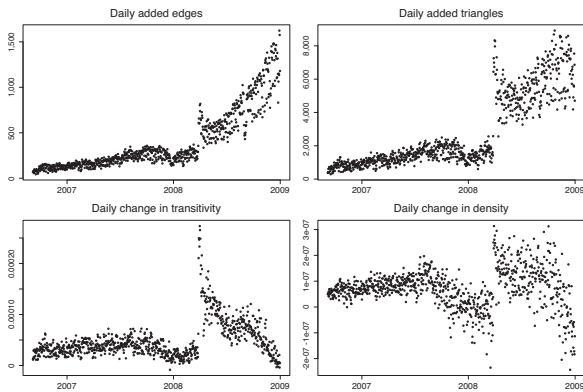 Daily added edges
1,500
1,000
500
0
2007
2008
2009
Daily added triangles
8,000
6,000
4,000
2,000
0
2007
2008
2009
Daily change in transitivity
0.00020
0.00010
0
2007
2008
2009
Daily change in density
3e-07
2e-07
1e-07
0
-1e-07
-2e-07
2007
2008
2009